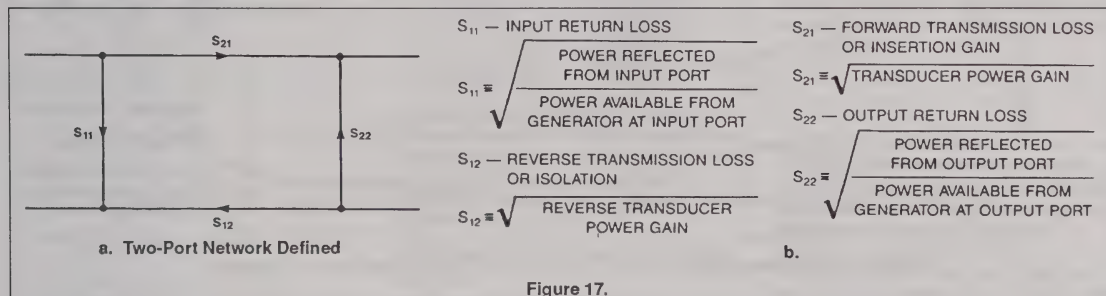 S21
S11
S22
S12
a. Two-Port Network Defined
S11 — INPUT RETURN LOSS
S11 ≡ √
POWER REFLECTED
FROM INPUT PORT
POWER AVAILABLE FROM
GENERATOR AT INPUT PORT
S12 — REVERSE TRANSMISSION LOSS
OR ISOLATION
S12 ≡ √ REVERSE TRANSDUCER
POWER GAIN
S21 — FORWARD TRANSMISSION LOSS
OR INSERTION GAIN
S21 ≡ √ TRANSDUCER POWER GAIN
S22 — OUTPUT RETURN LOSS
S22 ≡ √
POWER REFLECTED
FROM OUTPUT PORT
POWER AVAILABLE FROM
GENERATOR AT OUTPUT PORT
b.
Figure 17.